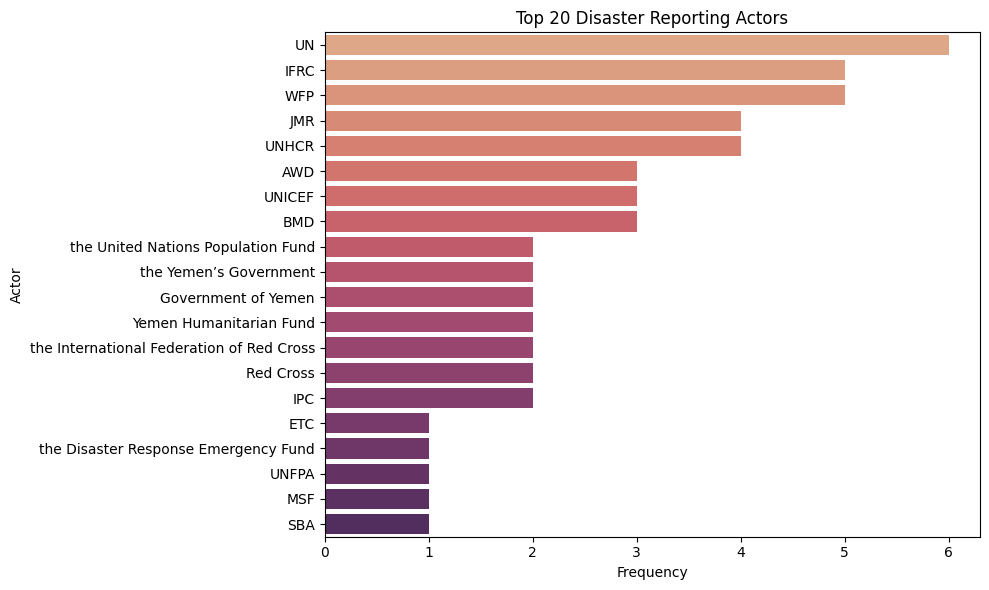 Top 20 Disaster Reporting Actors
Actor
UN
IFRC
WFP
JMR
UNHCR
AWD
UNICEF
BMD
the United Nations Population Fund
the Yemen’s Government
Government of Yemen
Yemen Humanitarian Fund
the International Federation of Red Cross
Red Cross
IPC
ETC
the Disaster Response Emergency Fund
UNFPA
MSF
SBA
0 1 2 3 4 5 6
Frequency